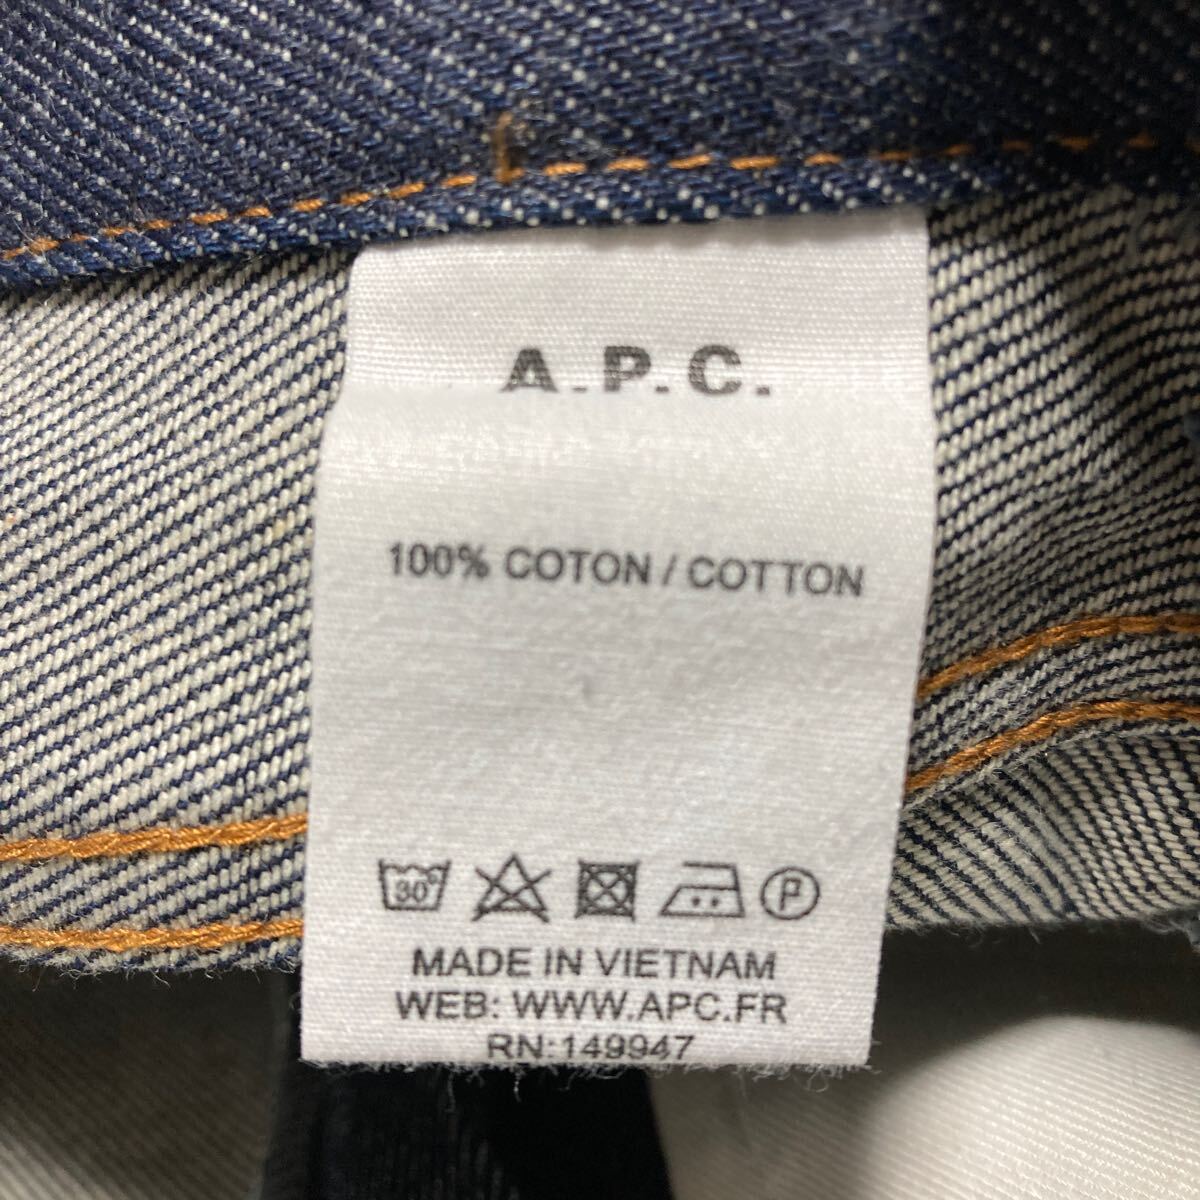 A.P.C.
100% COTON / COTTON
30 P
MADE IN VIETNAM
WEB: WWW.APC.FR
RN:149947